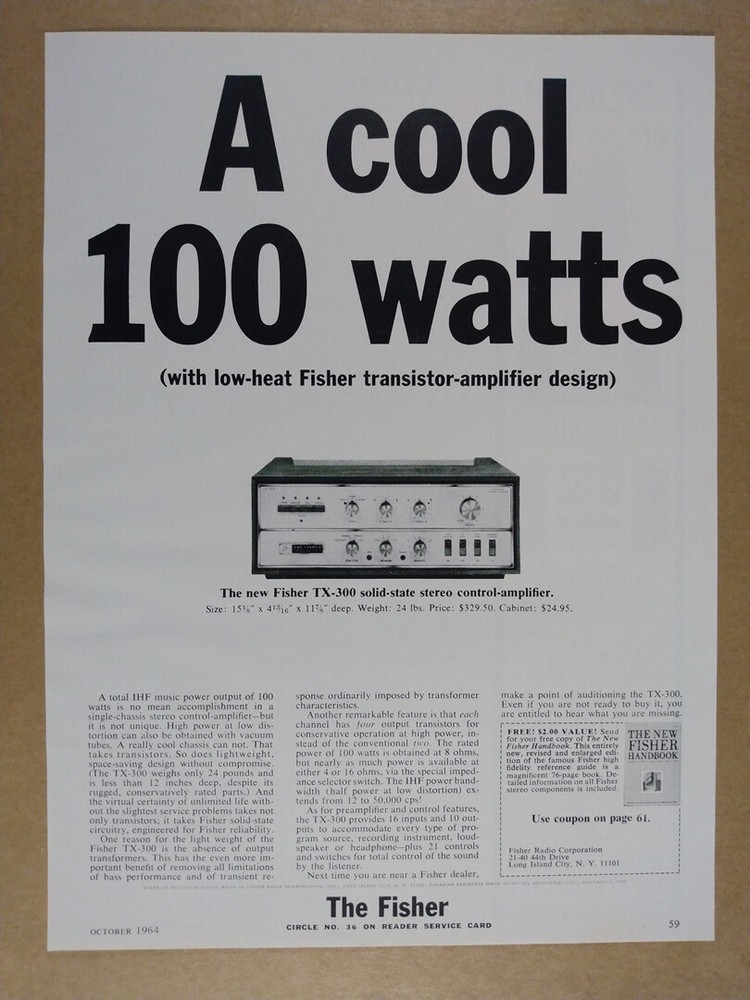 A cool
100 watts
(with low-heat Fisher transistor-amplifier design)
The new Fisher TX-300 solid-state stereo control-amplifier.
Size: 15⅛" x 4¹³⁄₁₆" x 11⅞" deep. Weight: 24 lbs. Price: $329.50. Cabinet: $24.95.
A total IHF music power output of 100
watts is no mean accomplishment in a
single-chassis stereo control-amplifier—but
it is not unique. High power at low dis-
tortion can also be obtained with vacuum
tubes. A really cool chassis can not. That
takes transistors. So does lightweight,
space-saving design without compromise.
(The TX-300 weighs only 24 pounds and
is less than 12 inches deep, despite its
rugged, conservatively rated parts.) And
the virtual certainty of unlimited life with-
out the slightest service problems takes not
only transistors; it takes Fisher solid-state
circuitry, engineered for Fisher reliability.
One reason for the light weight of the
Fisher TX-300 is the absence of output
transformers. This has the even more im-
portant benefit of removing all limitations
of bass performance and of transient re-
sponse ordinarily imposed by transformer
characteristics.
Another remarkable feature is that each
channel has four output transistors for
conservative operation at high power, in-
stead of the conventional two. The rated
power of 100 watts is obtained at 8 ohms,
but nearly as much power is available at
either 4 or 16 ohms, via the special imped-
ance selector switch. The IHF power band-
width (half power at low distortion) ex-
tends from 12 to 50,000 cps!
As for preamplifier and control features,
the TX-300 provides 16 inputs and 10 out-
puts to accommodate every type of pro-
gram source, recording instrument, loud-
speaker or headphone—plus 21 controls
and switches for total control of the sound
by the listener.
Next time you are near a Fisher dealer,
make a point of auditioning the TX-300.
Even if you are not ready to buy it, you
are entitled to hear what you are missing.
FREE! $2.00 VALUE! Send
for your free copy of The New
Fisher Handbook. This entirely
new, revised and enlarged edi-
tion of the famous Fisher high
fidelity reference guide is a
magnificent 76-page book. De-
tailed information on all Fisher
stereo components is included.
THE NEW
FISHER
HANDBOOK
Use coupon on page 61.
Fisher Radio Corporation
21-40 44th Drive
Long Island City, N. Y. 11101
The Fisher
CIRCLE NO. 36 ON READER SERVICE CARD
OCTOBER 1964
59